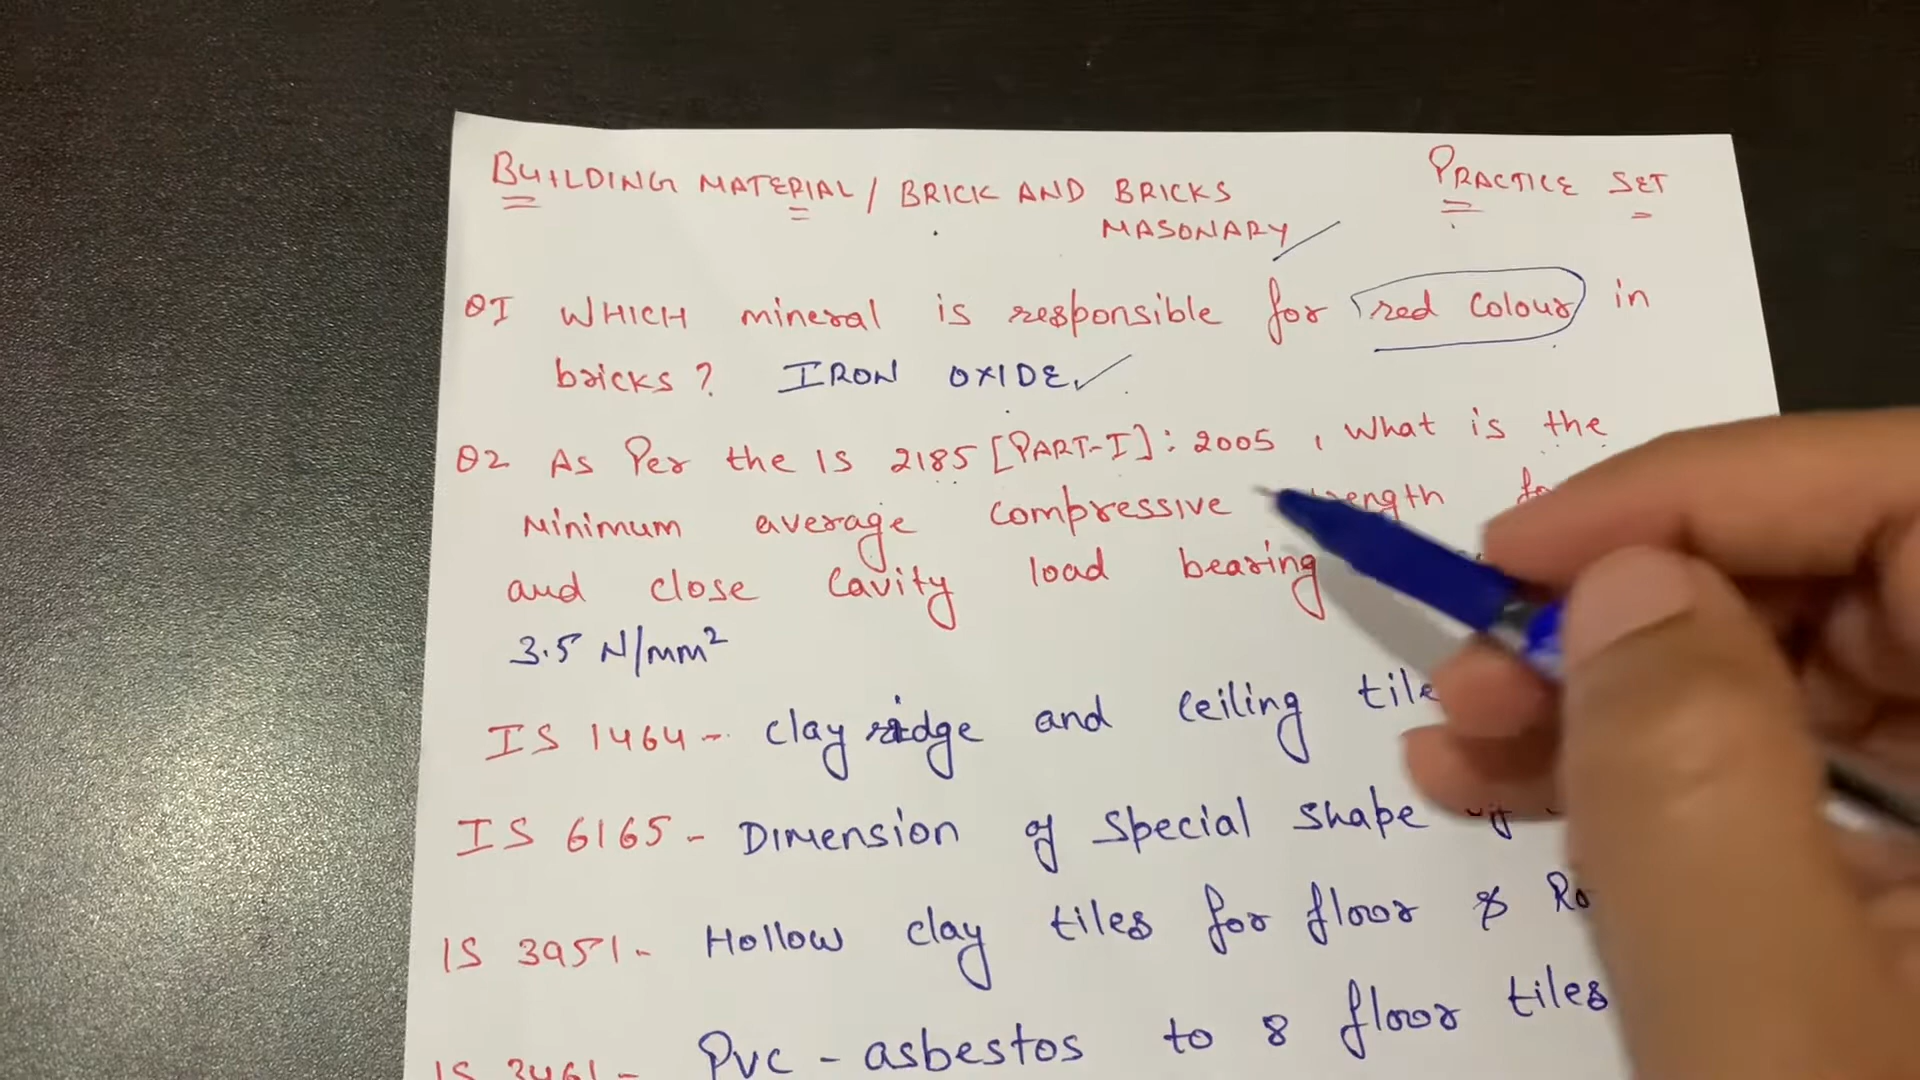 BUILDING MATERIAL / BRICK AND BRICKS
MASONARY
PRACTICE SET
Q1 WHICH mineral is responsible for red colour in
bricks? IRON OXIDE
Q2 As Per the IS 2185 [PART-I]: 2005, What is the
Minimum average compressive
and close cavity load bearing
3.5 N/mm²
IS 1464- clay ridge and ceiling tile
IS 6165- DIMENSION of Special shape
IS 3951- Hollow clay tiles for floor &
IS 3461- PVC - asbestos to 8 floor tiles